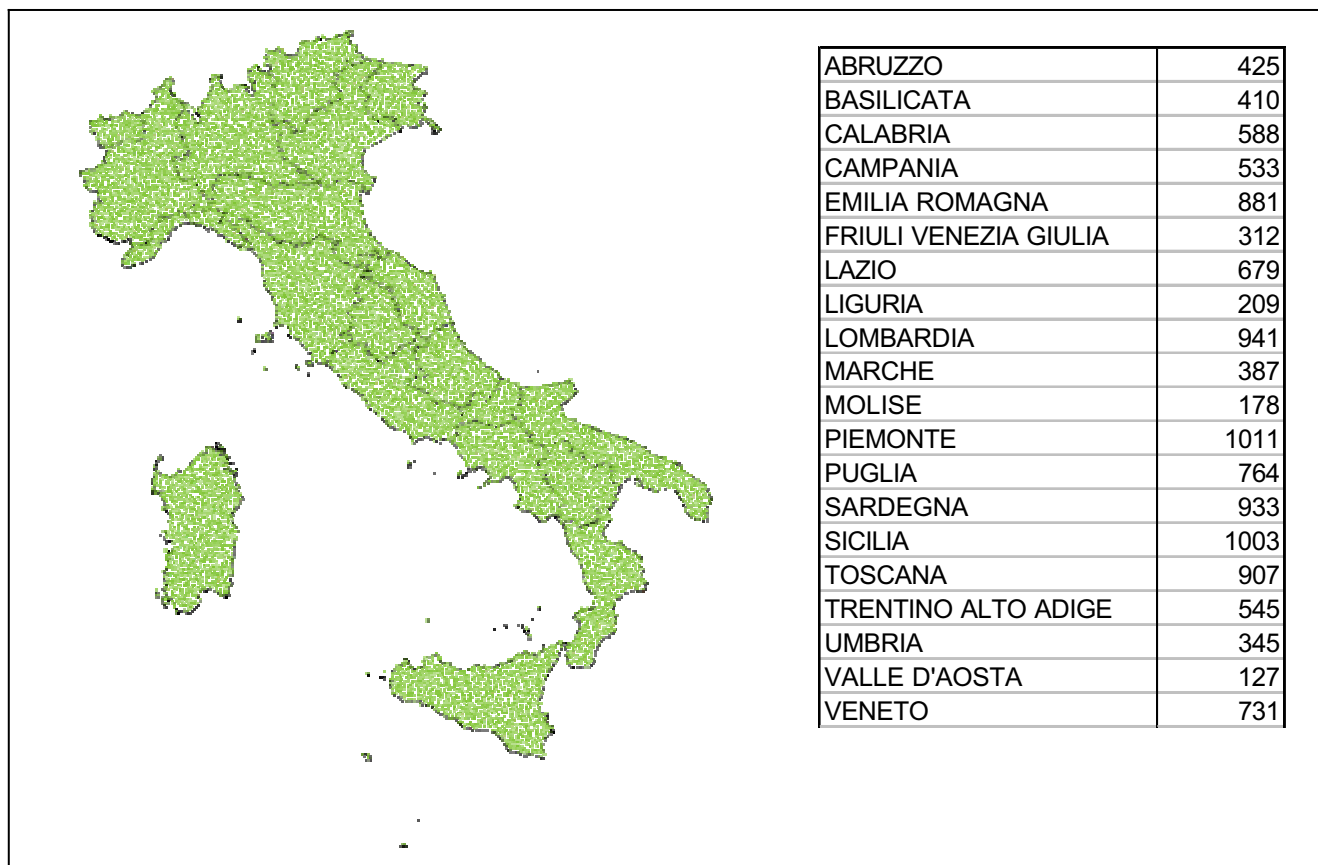 ABRUZZO 425
BASILICATA 410
CALABRIA 588
CAMPANIA 533
EMILIA ROMAGNA 881
FRIULI VENEZIA GIULIA 312
LAZIO 679
LIGURIA 209
LOMBARDIA 941
MARCHE 387
MOLISE 178
PIEMONTE 1011
PUGLIA 764
SARDEGNA 933
SICILIA 1003
TOSCANA 907
TRENTINO ALTO ADIGE 545
UMBRIA 345
VALLE D'AOSTA 127
VENETO 731